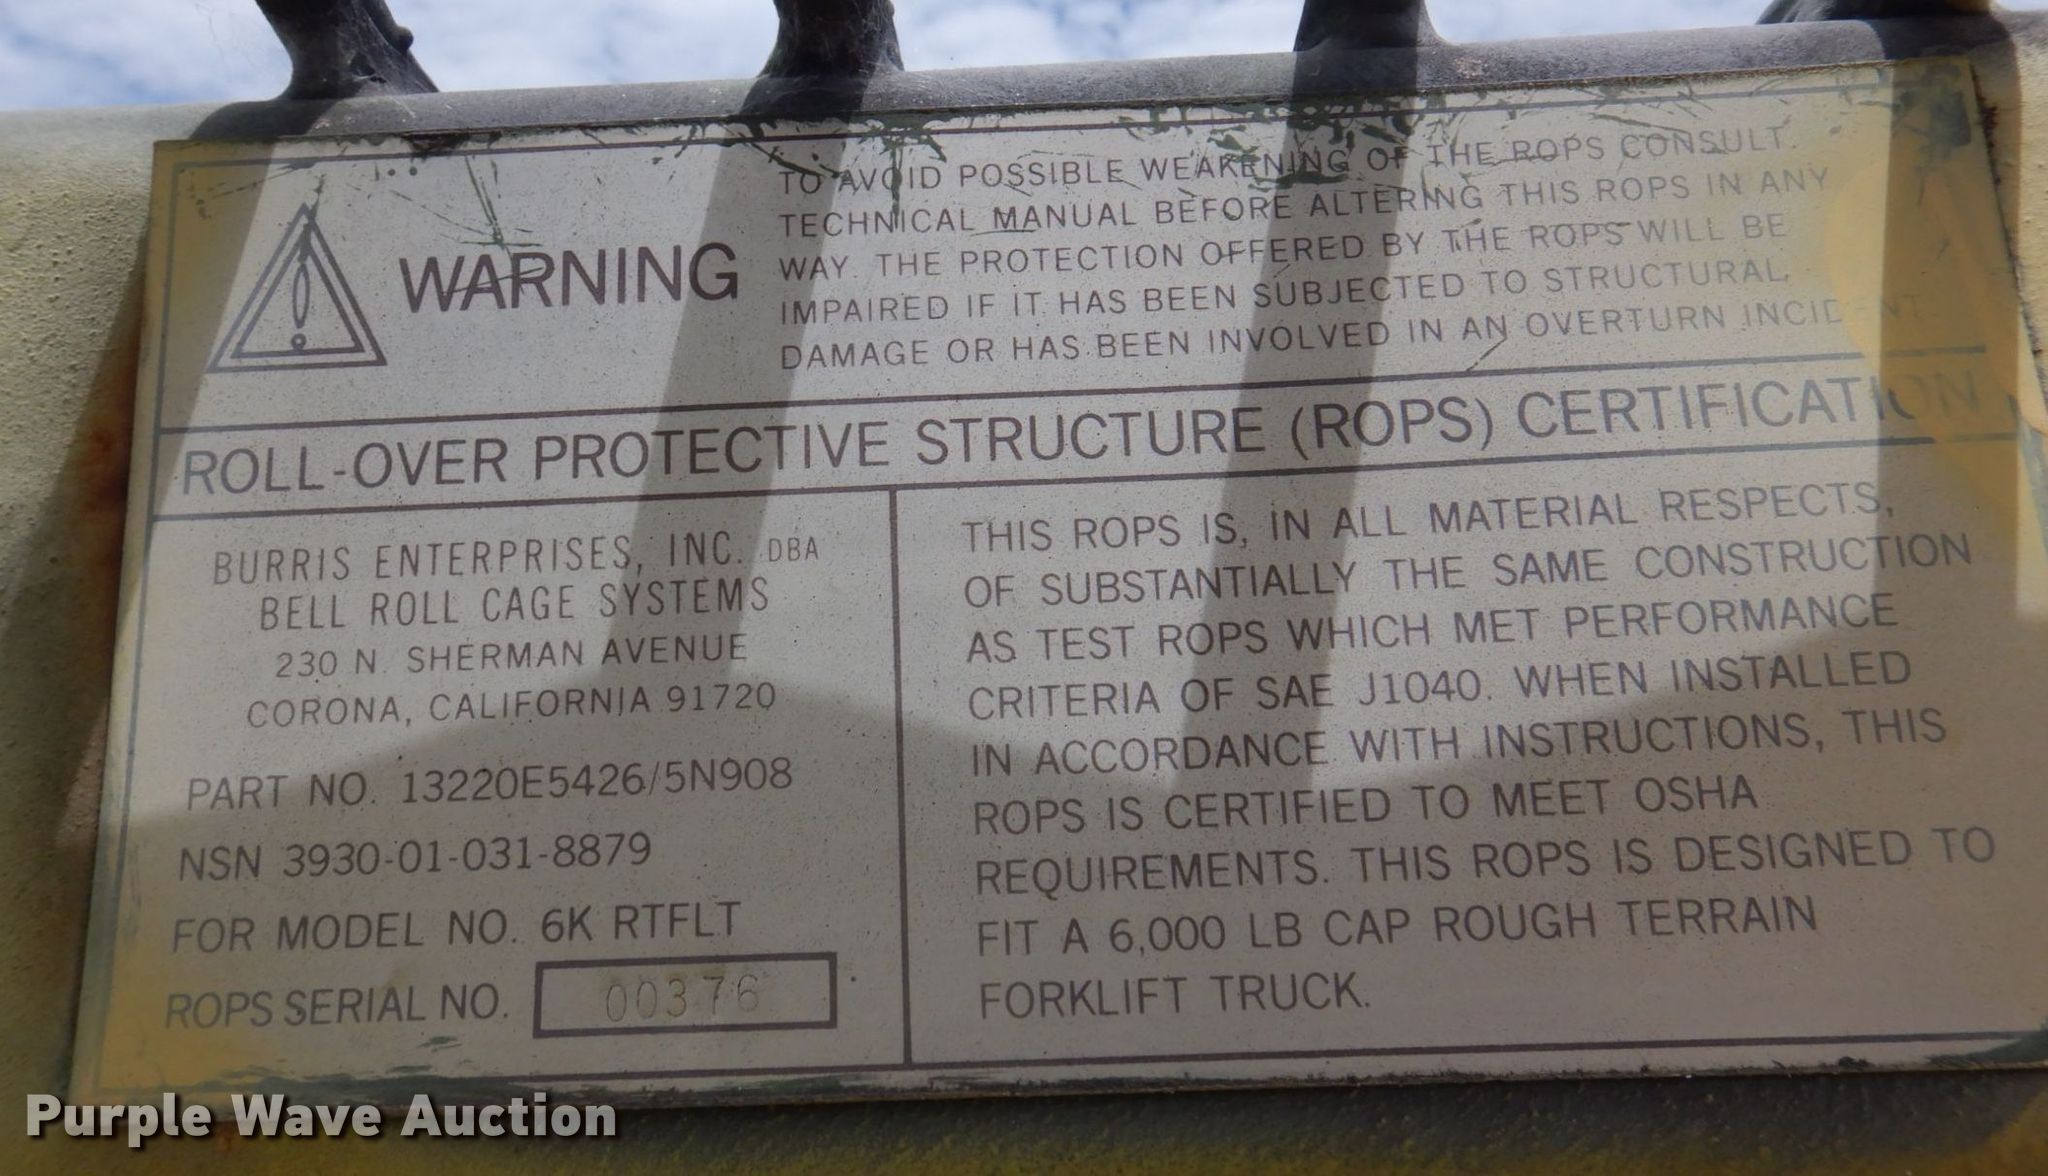 WARNING
TO AVOID POSSIBLE WEAKENING OF THE ROPS CONSULT
TECHNICAL MANUAL BEFORE ALTERING THIS ROPS IN ANY
WAY. THE PROTECTION OFFERED BY THE ROPS WILL BE
IMPAIRED IF IT HAS BEEN SUBJECTED TO STRUCTURAL
DAMAGE OR HAS BEEN INVOLVED IN AN OVERTURN INCIDENT.
ROLL-OVER PROTECTIVE STRUCTURE (ROPS) CERTIFICATION
BURRIS ENTERPRISES, INC. DBA
BELL ROLL CAGE SYSTEMS
230 N. SHERMAN AVENUE
CORONA, CALIFORNIA 91720
PART NO. 13220E5426/5N908
NSN 3930-01-031-8879
FOR MODEL NO. 6K RTFLT
ROPS SERIAL NO. 00376
THIS ROPS IS, IN ALL MATERIAL RESPECTS,
OF SUBSTANTIALLY THE SAME CONSTRUCTION
AS TEST ROPS WHICH MET PERFORMANCE
CRITERIA OF SAE J1040. WHEN INSTALLED
IN ACCORDANCE WITH INSTRUCTIONS, THIS
ROPS IS CERTIFIED TO MEET OSHA
REQUIREMENTS. THIS ROPS IS DESIGNED TO
FIT A 6,000 LB CAP ROUGH TERRAIN
FORKLIFT TRUCK.
Purple Wave Auction